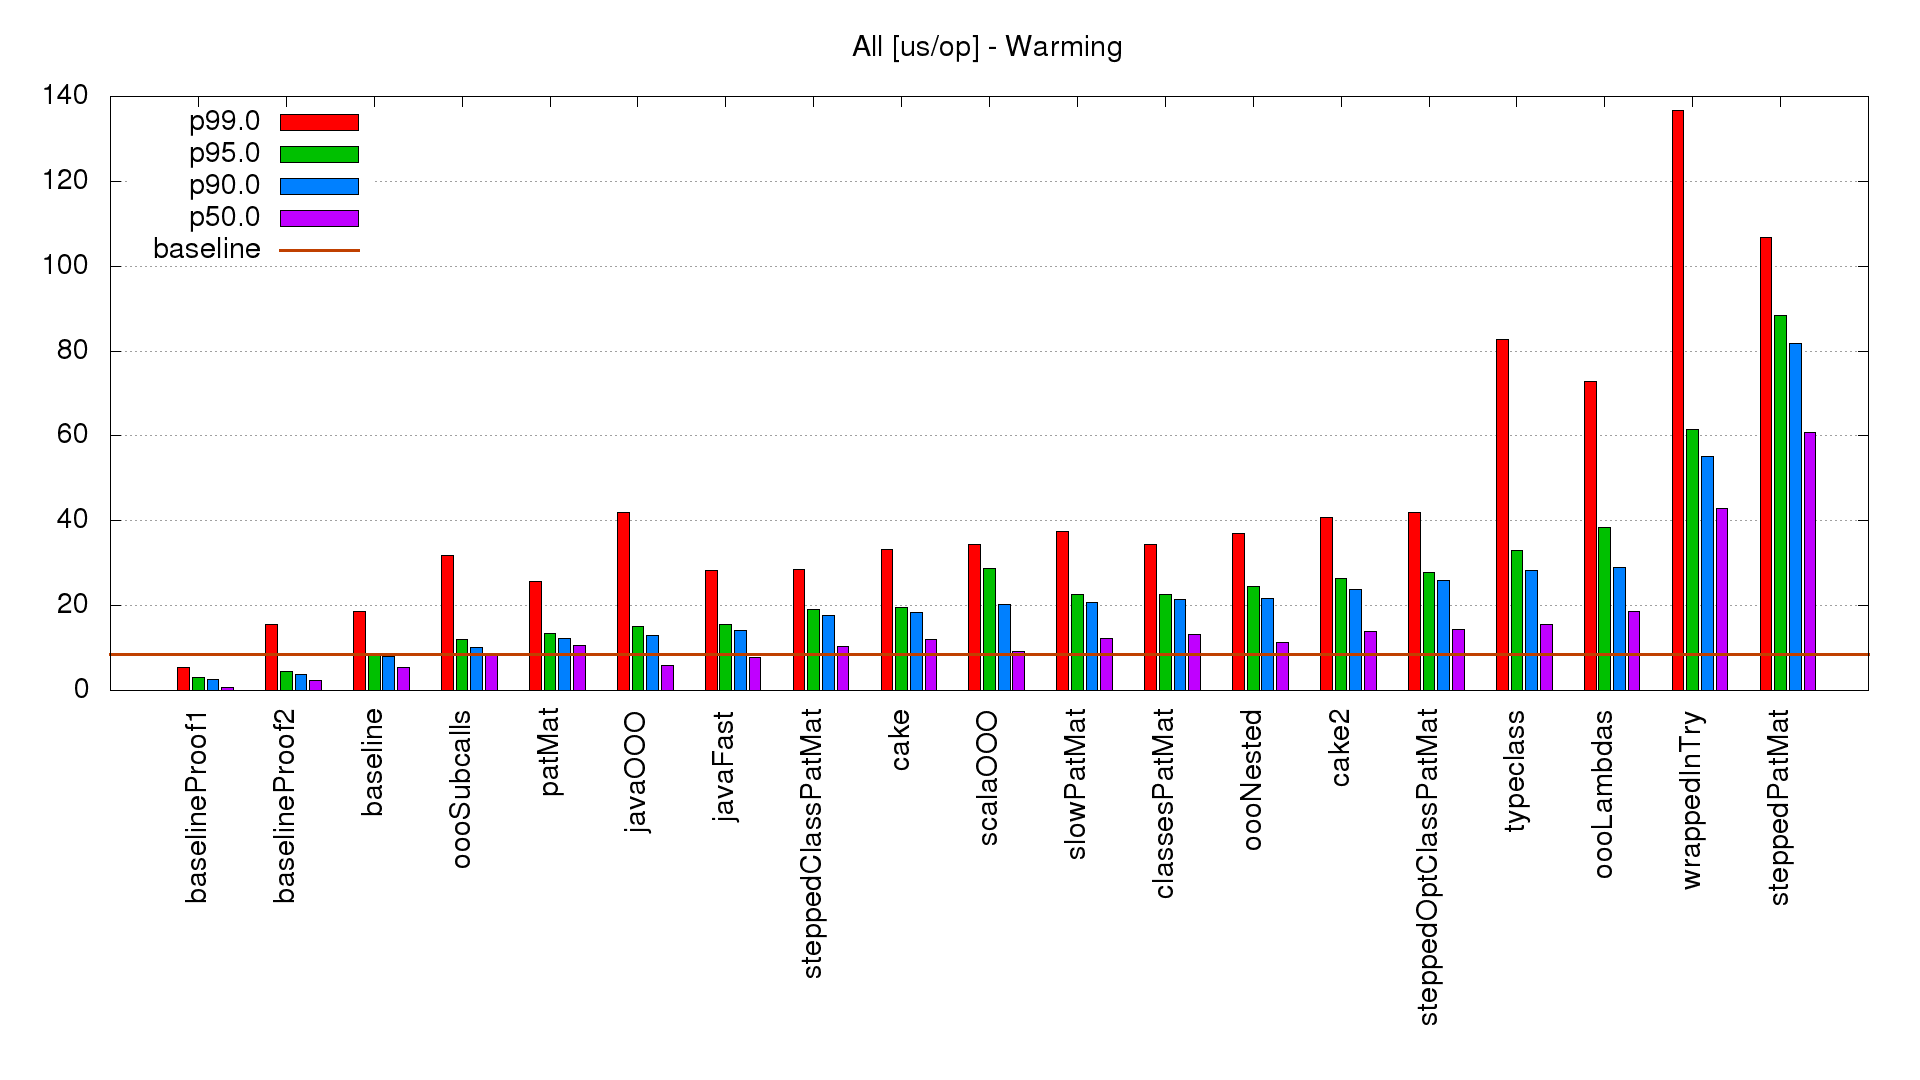 All [us/op] - Warming
140
120
100
80
60
40
20
0
p99.0
p95.0
p90.0
p50.0
baseline
baselineProof1
baselineProof2
baseline
oooSubcalls
patMat
javaOOO
javaFast
steppedClassPatMat
cake
scalaOOO
slowPatMat
classesPatMat
oooNested
cake2
steppedOptClassPatMat
typeclass
oooLambdas
wrappedInTry
steppedPatMat